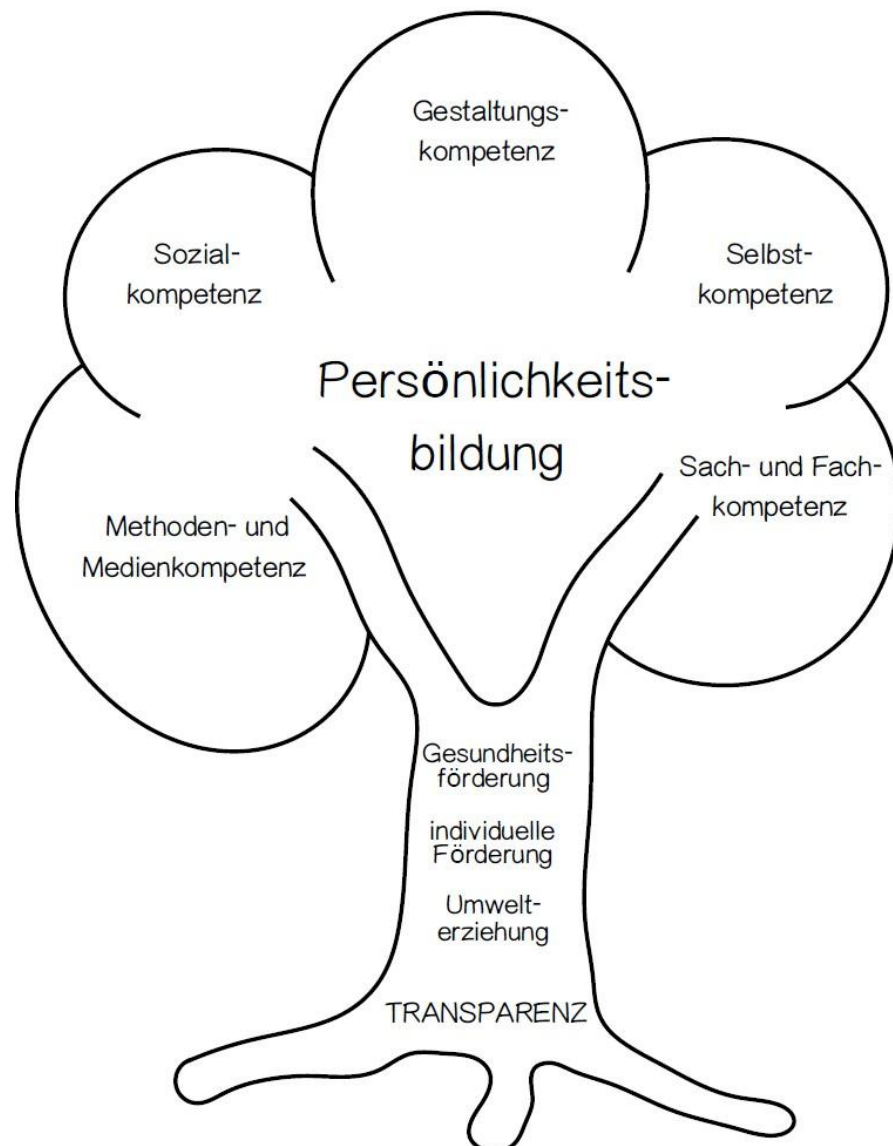 Gestaltungs-
kompetenz
Sozial-
kompetenz
Selbst-
kompetenz
Persönlichkeits-
bildung
Methoden- und
Medienkompetenz
Sach- und Fach-
kompetenz
Gesundheits-
förderung
individuelle
Förderung
Umwelt-
erziehung
TRANSPARENZ